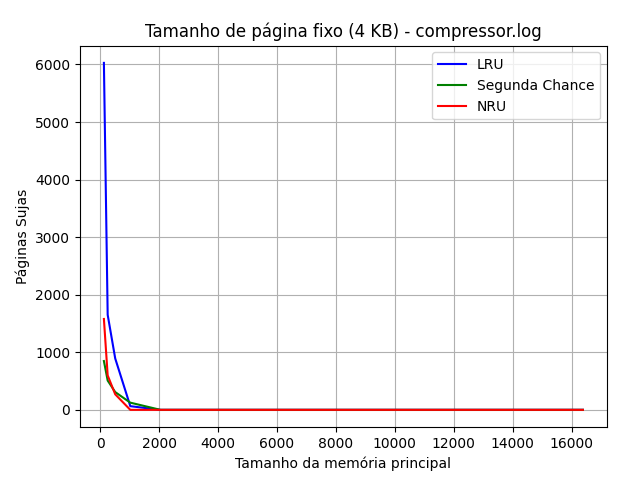 Tamanho de página fixo (4 KB) - compressor.log
LRU
Segunda Chance
NRU
Páginas Sujas
6000
5000
4000
3000
2000
1000
0
0 2000 4000 6000 8000 10000 12000 14000 16000
Tamanho da memória principal